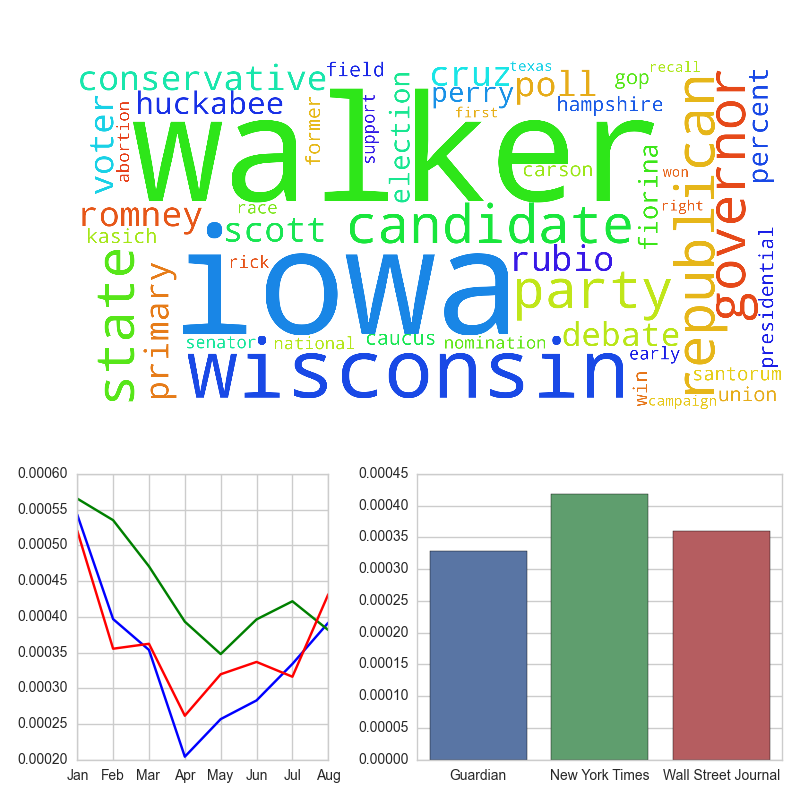 conservative
field
cruz
texas
poll
gop
recall
huckabee
perry
first
hampshire
voter
abortion
former
support
election
walker
carson
republican
governor
percent
romney
race
scott
candidate
fiorina
won
right
kasich
rick
iowa
rubio
state
primary
party
presidential
senator
national
caucus
nomination
debate
early
wisconsin
win
santorum
campaign
union
0.00060
0.00055
0.00050
0.00045
0.00040
0.00035
0.00030
0.00025
0.00020
Jan Feb Mar Apr May Jun Jul Aug
0.00045
0.00040
0.00035
0.00030
0.00025
0.00020
0.00015
0.00010
0.00005
0.00000
Guardian New York Times Wall Street Journal